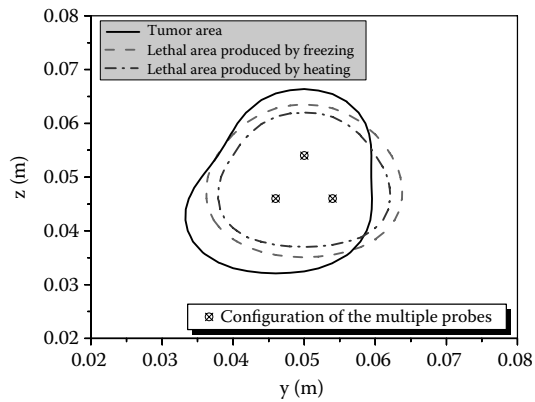 0.08
Tumor area
Lethal area produced by freezing
Lethal area produced by heating
0.07
0.06
z (m)
0.05
0.04
0.03
Configuration of the multiple probes
0.02
0.02 0.03 0.04 0.05 0.06 0.07 0.08
y (m)